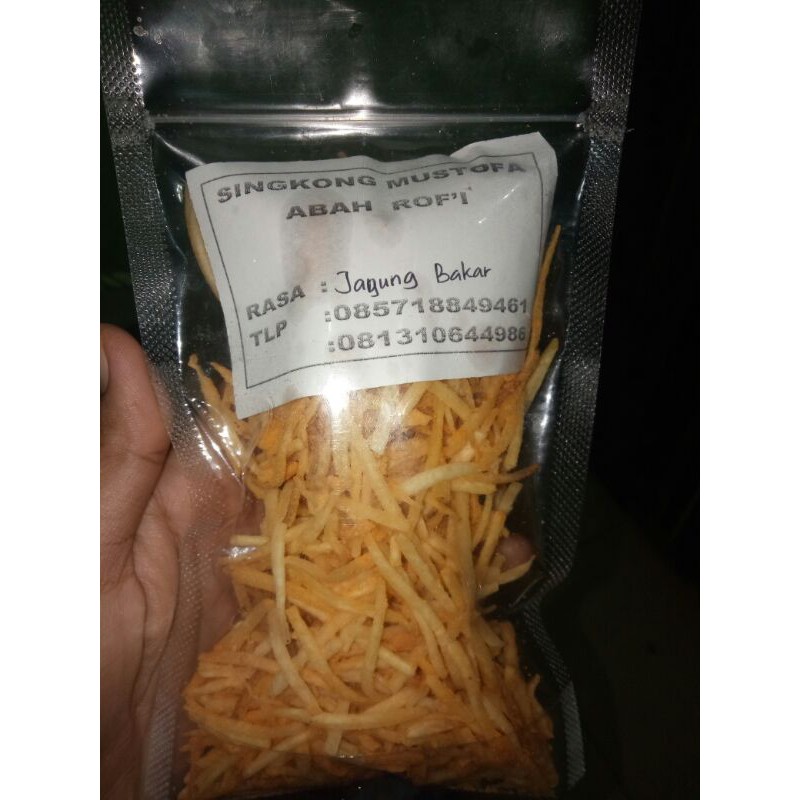 SINGKONG MUSTOFA
ABAH ROF'I
RASA : Jagung Bakar
TLP :085718849461
:081310644986